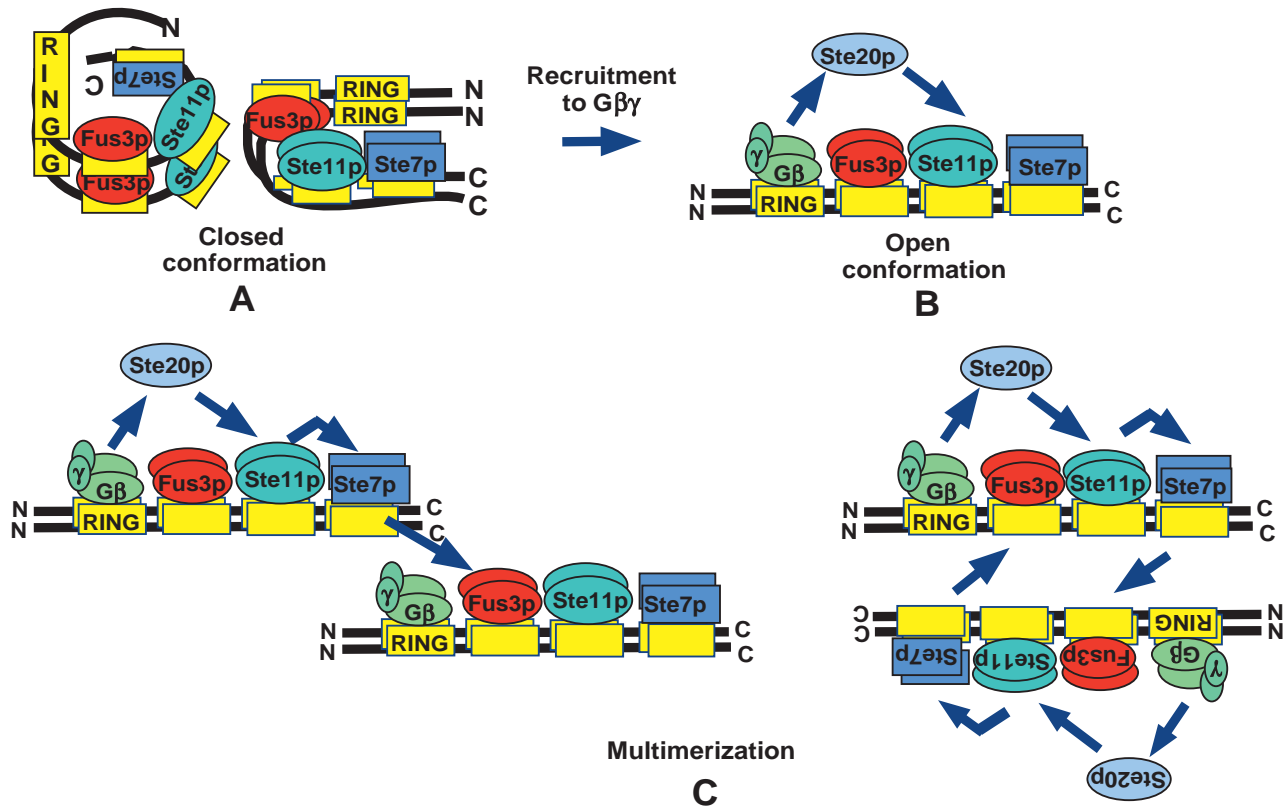 N
RING
C
Ste7p
Ste11p
Fus3p
RING
Fus3p
St
RING
N
RING
N
Fus3p
Ste11p
Ste7p
C
C
Closed
conformation
A
Recruitment
to Gβγ
Ste20p
γ
Gβ
Fus3p
Ste11p
Ste7p
N
N
RING
C
C
Open
conformation
B
Ste20p
γ
Gβ
Fus3p
Ste11p
Ste7p
N
N
RING
C
C
γ
Gβ
Fus3p
Ste11p
Ste7p
N
N
RING
C
C
Ste20p
γ
Gβ
Fus3p
Ste11p
Ste7p
N
N
RING
C
C
C
C
RING
N
N
Ste7p
Ste11p
Fus3p
Gβ
γ
Ste20p
Multimerization
C